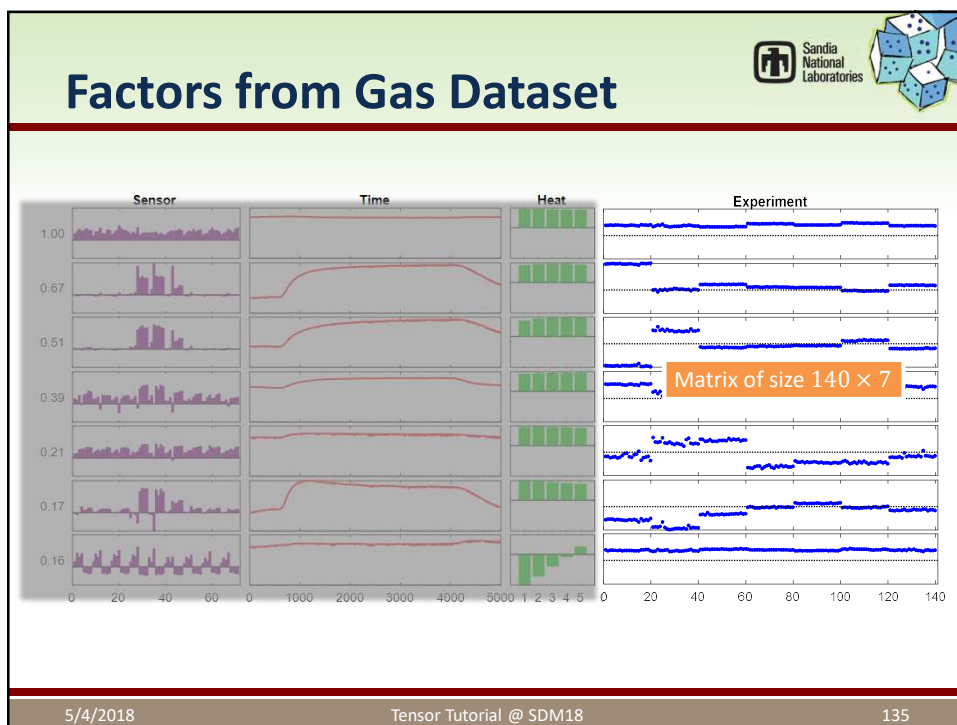 Factors from Gas Dataset
Sandia
National
Laboratories
Sensor Time Heat Experiment
1.00
0.67
0.51
0.39
0.21
0.17
0.16
Matrix of size 140 × 7
0 20 40 60 0 1000 2000 3000 4000 5000 1 2 3 4 5 0 20 40 60 80 100 120 140
5/4/2018 Tensor Tutorial @ SDM18 135